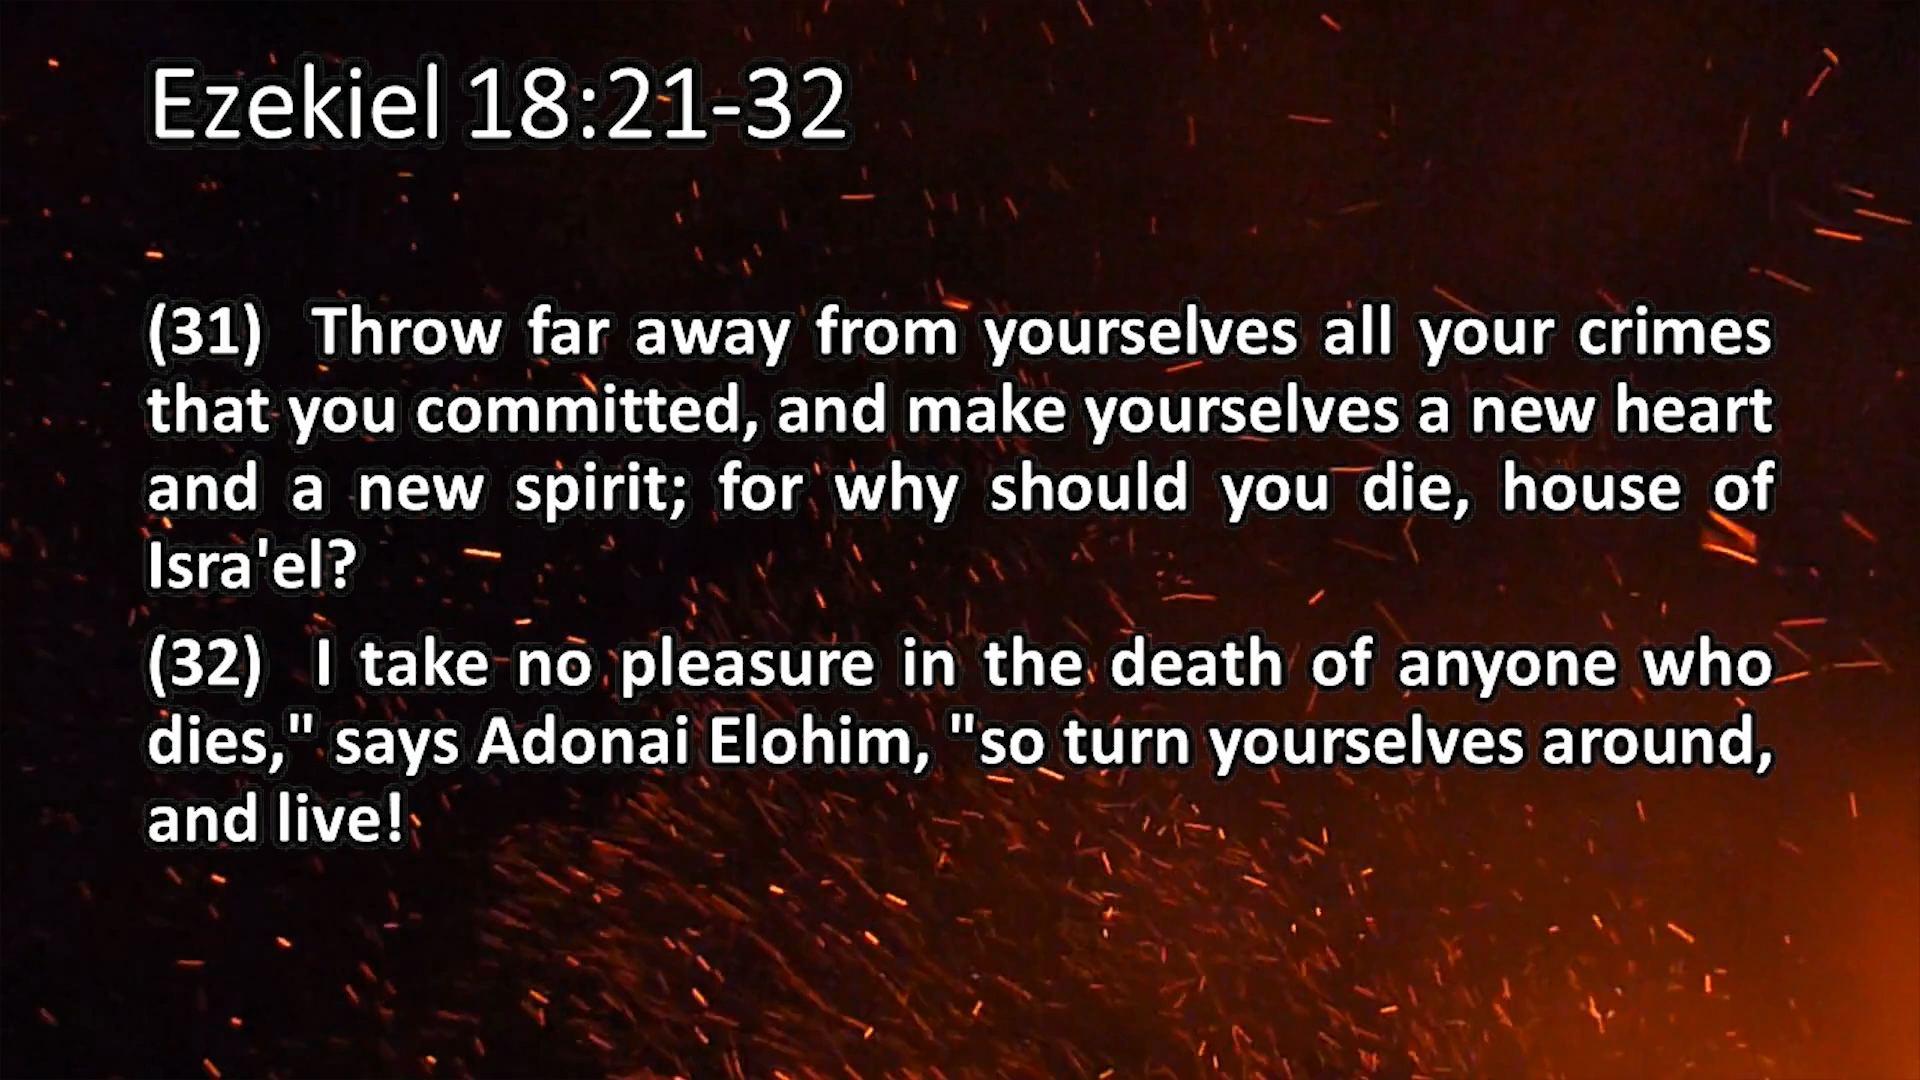 Ezekiel 18:21-32
(31) Throw far away from yourselves all your crimes
that you committed, and make yourselves a new heart
and a new spirit; for why should you die, house of
Isra'el?
(32) I take no pleasure in the death of anyone who
dies," says Adonai Elohim, "so turn yourselves around,
and live!